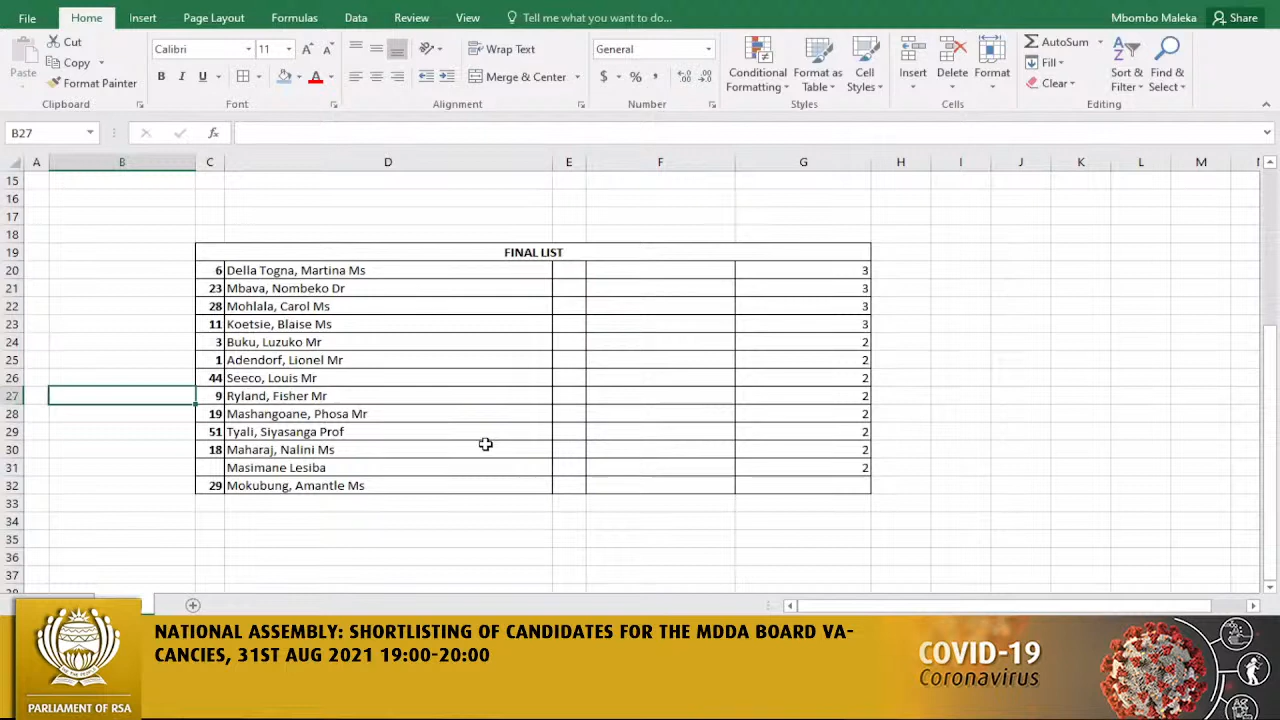 File Home Insert Page Layout Formulas Data Review View Tell me what you want to do... Mbombo Maleka Share
Paste Cut Copy Format Painter Clipboard
Calibri 11 B I U A Font
Wrap Text Merge & Center Alignment
General $ % , Number
Conditional Formatting Format as Table Cell Styles Styles
Insert Delete Format Cells
AutoSum Fill Clear Sort & Filter Find & Select Editing
B27 fx
A B C D E F G H I J K L M
15
16
17
18
19 FINAL LIST
20 6 Della Togna, Martina Ms 3
21 23 Mbava, Nombeko Dr 3
22 28 Mohlala, Carol Ms 3
23 11 Koetsie, Blaise Ms 3
24 3 Buku, Luzuko Mr 2
25 1 Adendorf, Lionel Mr 2
26 44 Seeco, Louis Mr 2
27 9 Ryland, Fisher Mr 2
28 19 Mashangoane, Phosa Mr 2
29 51 Tyali, Siyasanga Prof 2
30 18 Maharaj, Nalini Ms 2
31 Masimane Lesiba 2
32 29 Mokubung, Amantle Ms
33
34
35
36
37
NATIONAL ASSEMBLY: SHORTLISTING OF CANDIDATES FOR THE MDDA BOARD VA-
CANCIES, 31ST AUG 2021 19:00-20:00
PARLIAMENT OF RSA
COVID-19
Coronavirus